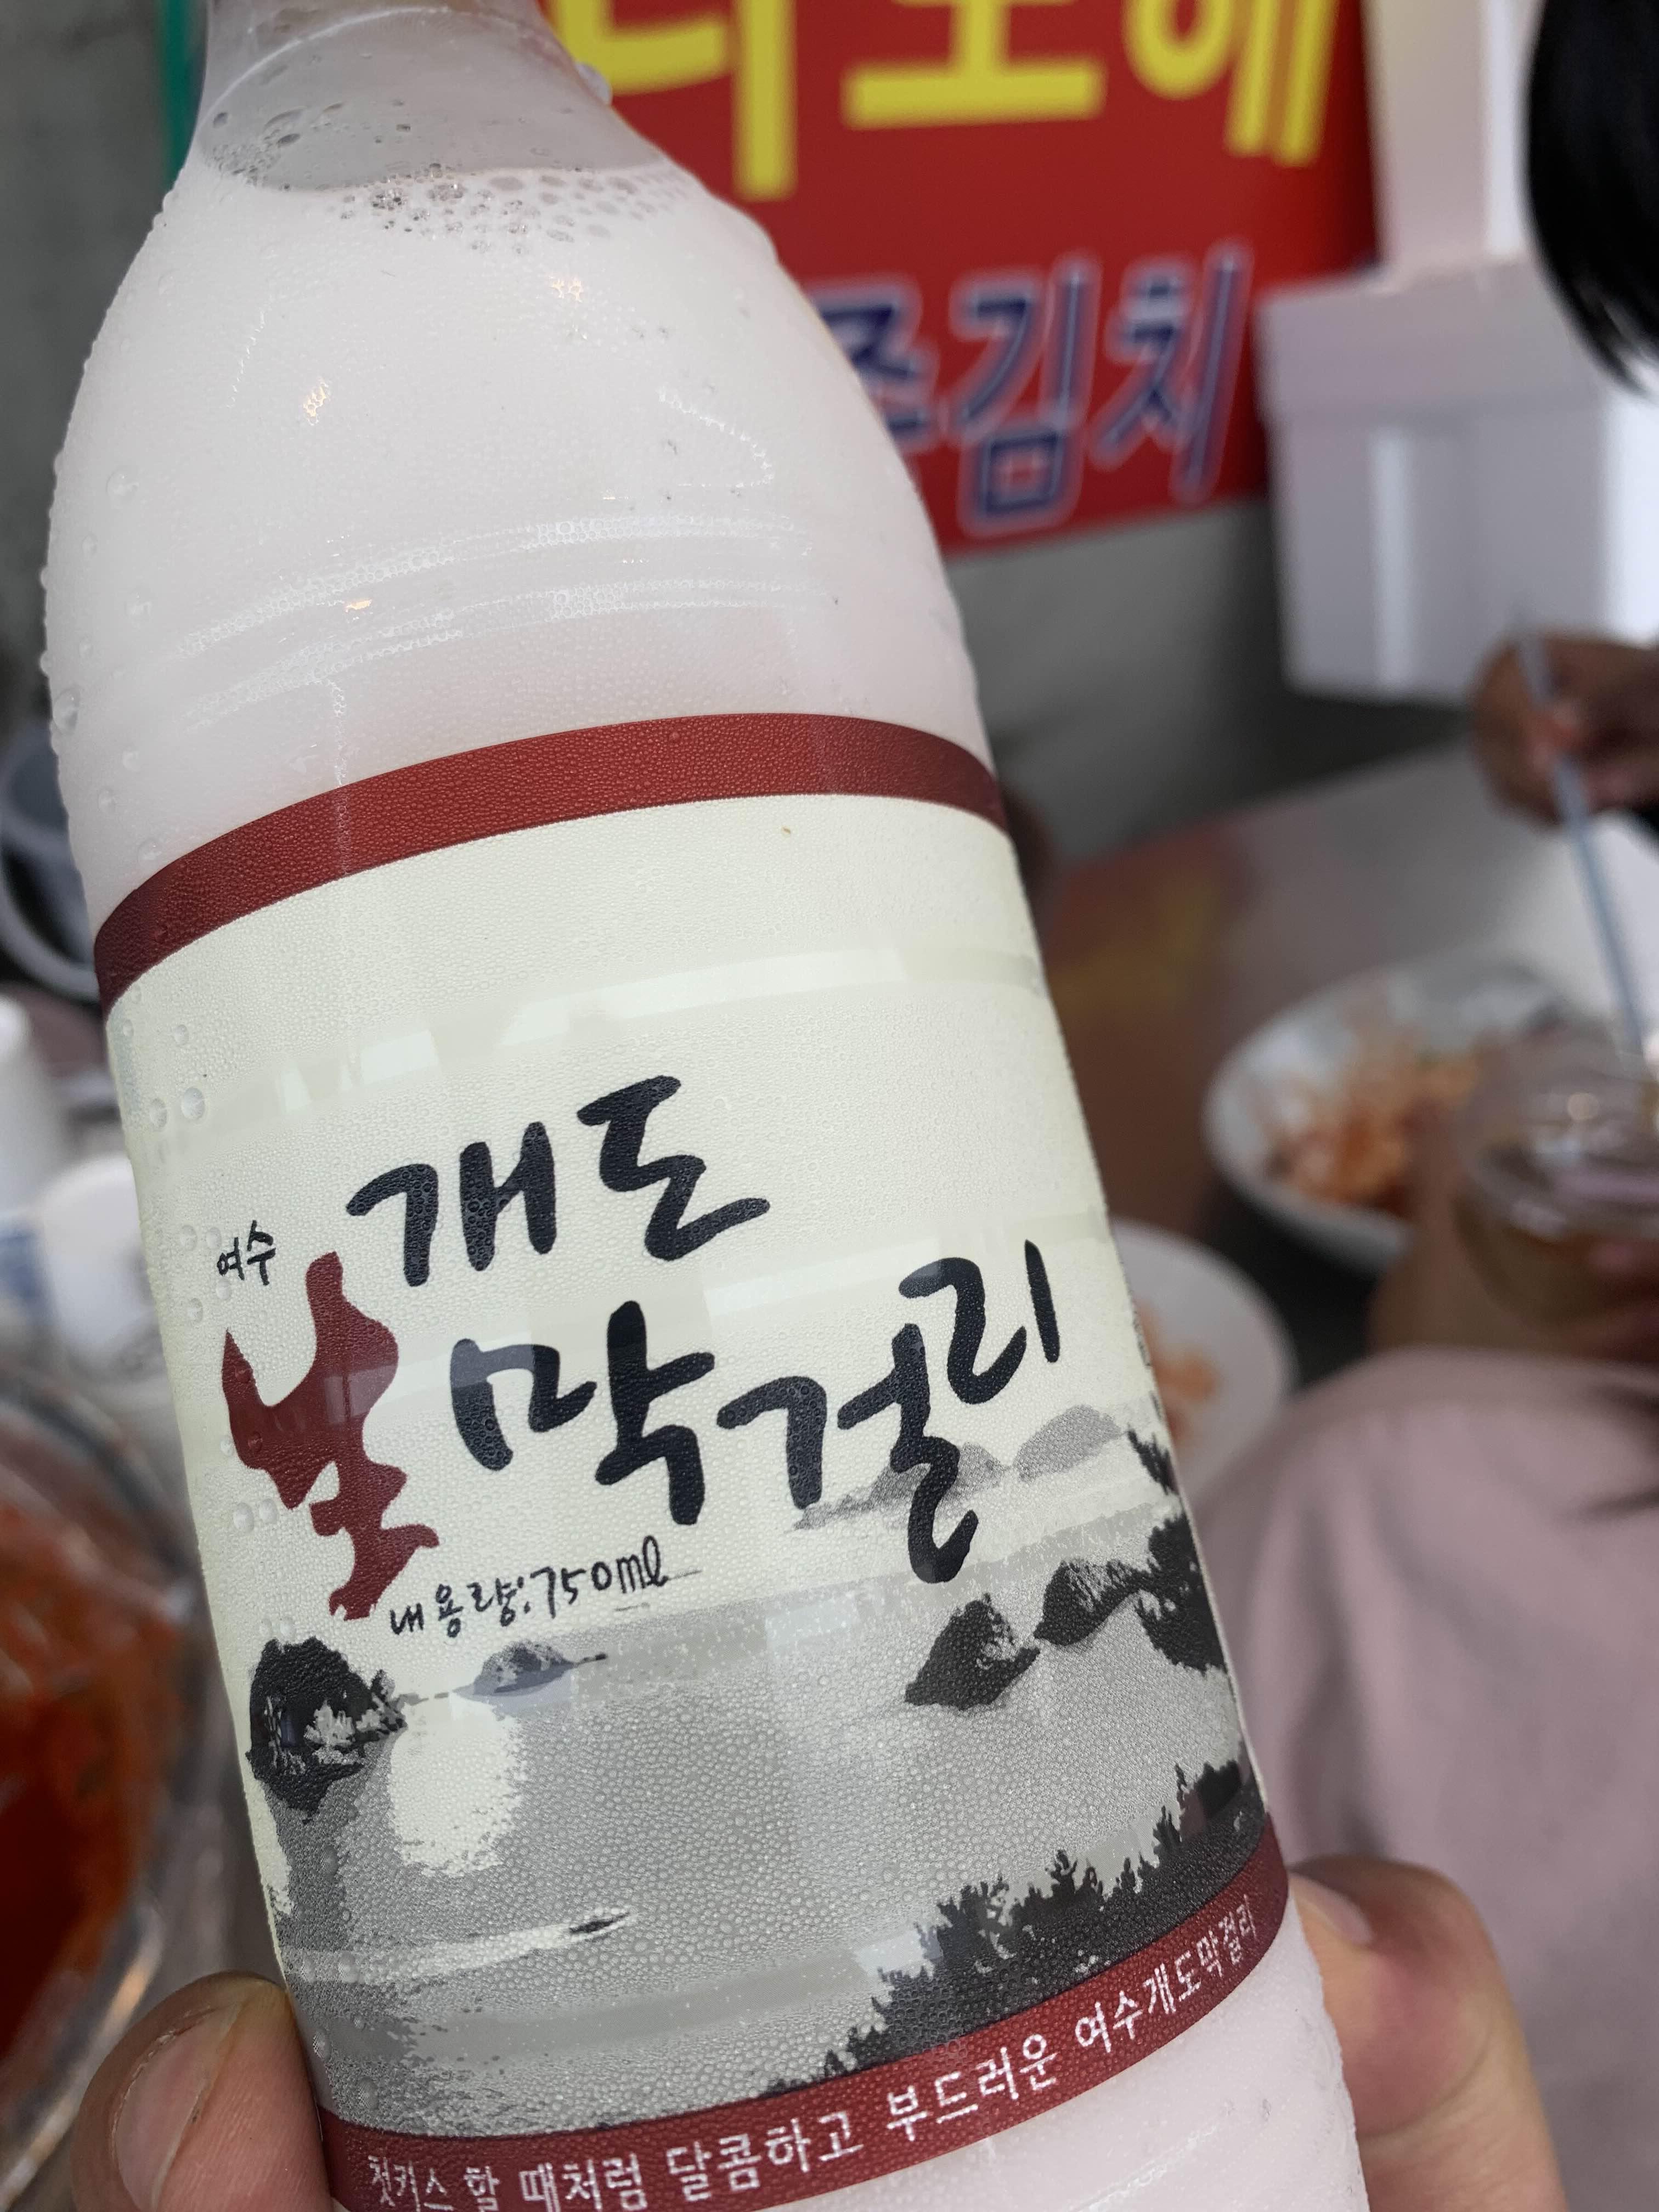 김치
여수
개도
막걸리
내용량:750㎖
첫키스 할 때처럼 달콤하고 부드러운 여수개도막걸리